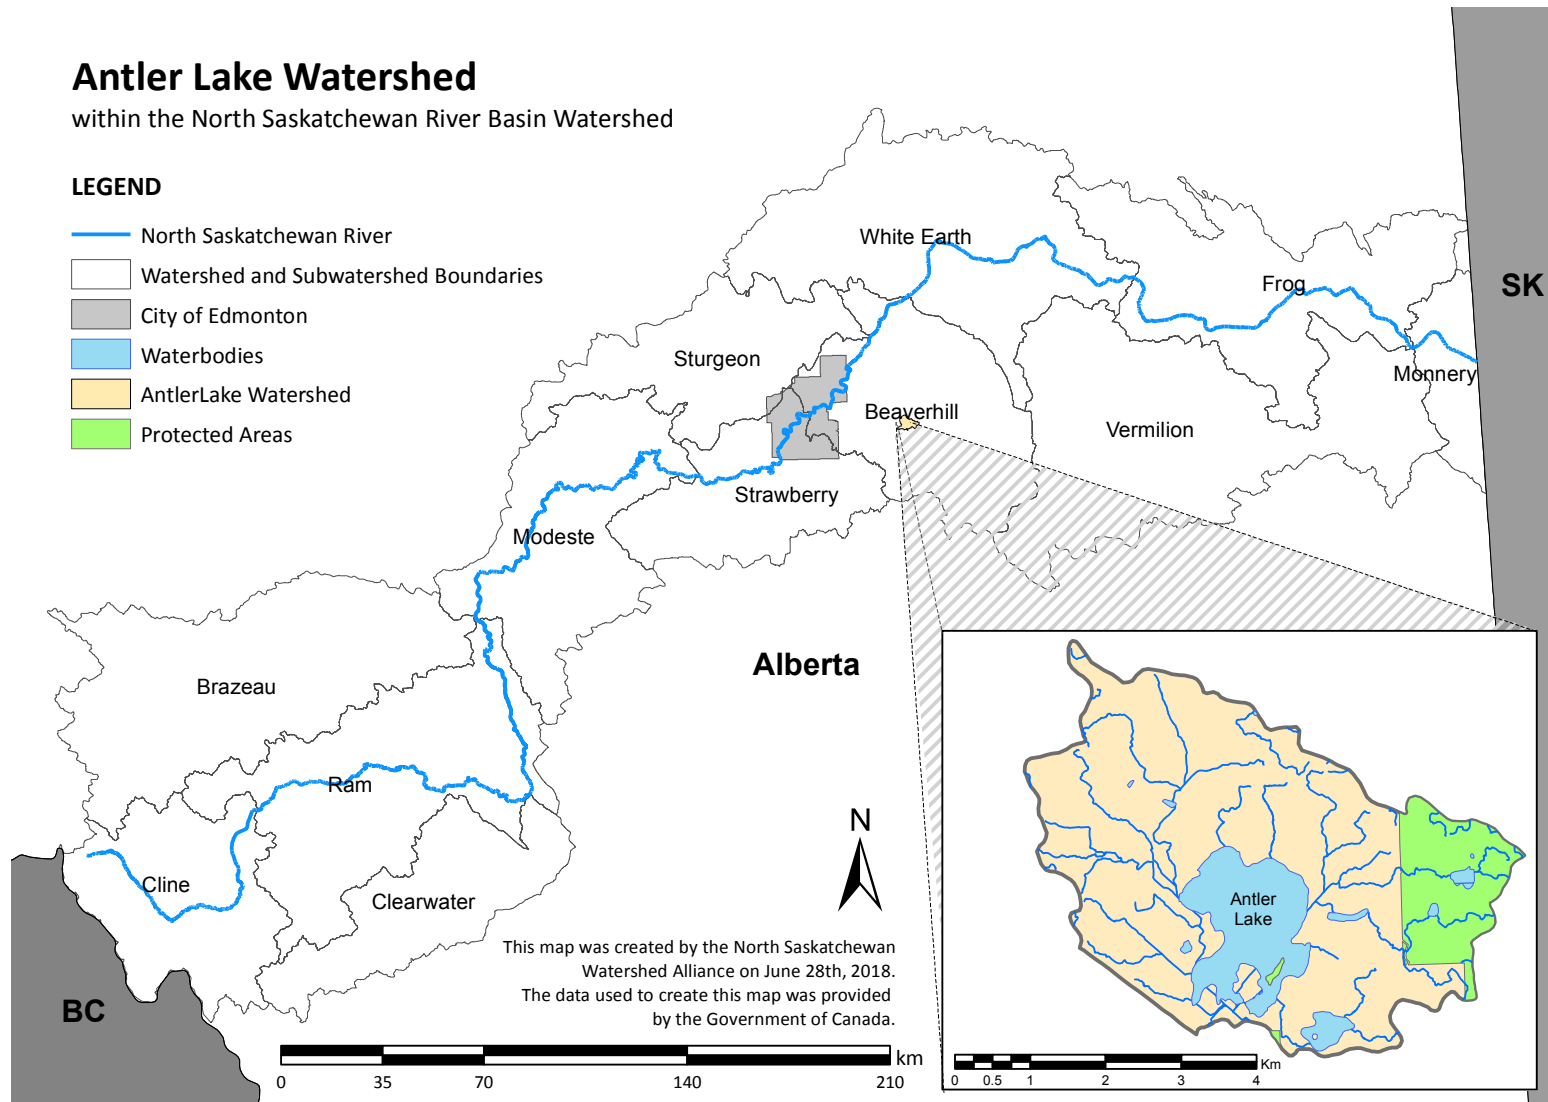 Antler Lake Watershed
within the North Saskatchewan River Basin Watershed
LEGEND
North Saskatchewan River
Watershed and Subwatershed Boundaries
City of Edmonton
Waterbodies
AntlerLake Watershed
Protected Areas
White Earth
Frog
SK
Sturgeon
Monnery
Beaverhill
Vermilion
Strawberry
Modeste
Alberta
Brazeau
Ram
N
Cline
Clearwater
Antler
Lake
This map was created by the North Saskatchewan
Watershed Alliance on June 28th, 2018.
The data used to create this map was provided
by the Government of Canada.
BC
km
0 35 70 140 210
Km
0 0.5 1 2 3 4